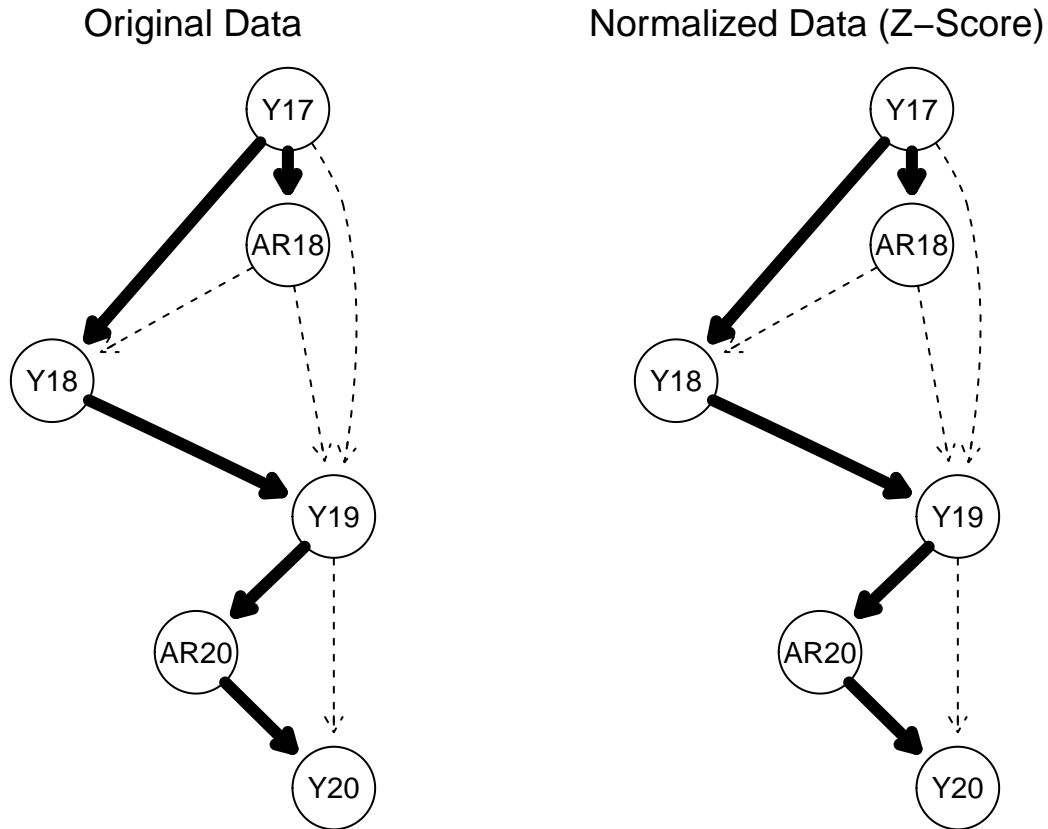 Original Data
Y17
AR18
Y18
Y19
AR20
Y20
Normalized Data (Z−Score)
Y17
AR18
Y18
Y19
AR20
Y20